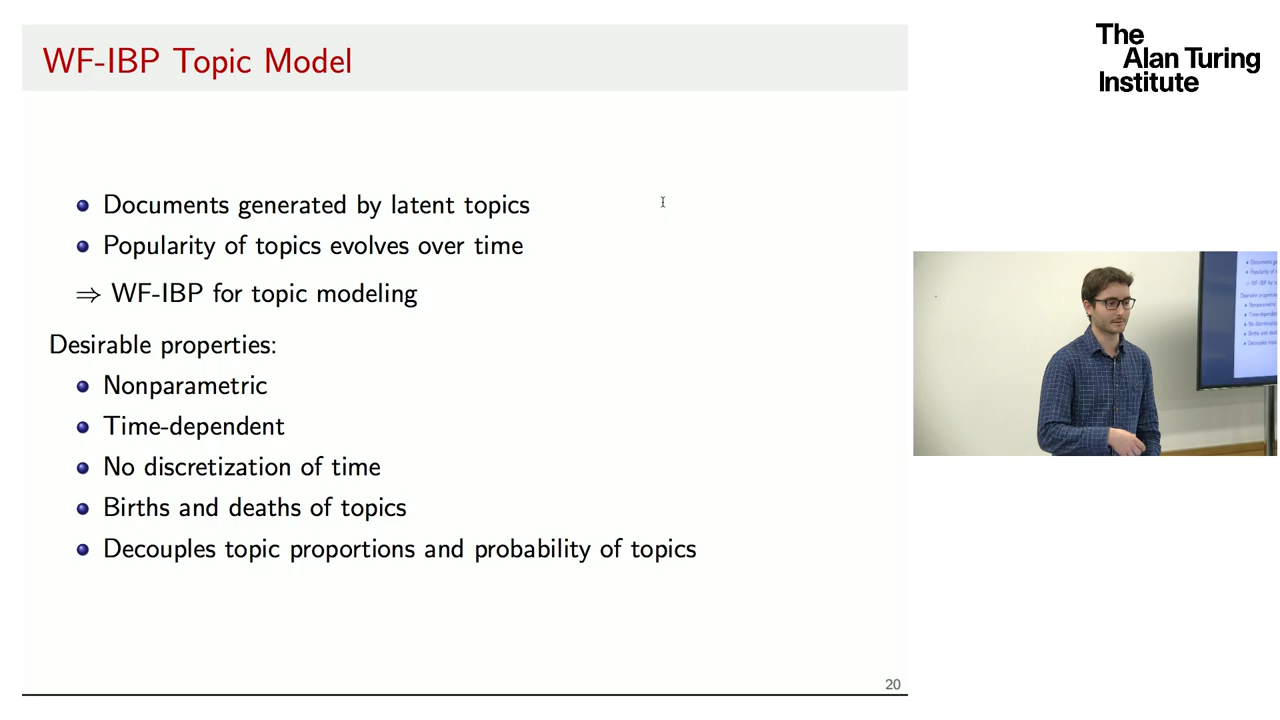 WF-IBP Topic Model
Documents generated by latent topics
Popularity of topics evolves over time
⇒ WF-IBP for topic modeling
Desirable properties:
Nonparametric
Time-dependent
No discretization of time
Births and deaths of topics
Decouples topic proportions and probability of topics
20
The
Alan Turing
Institute